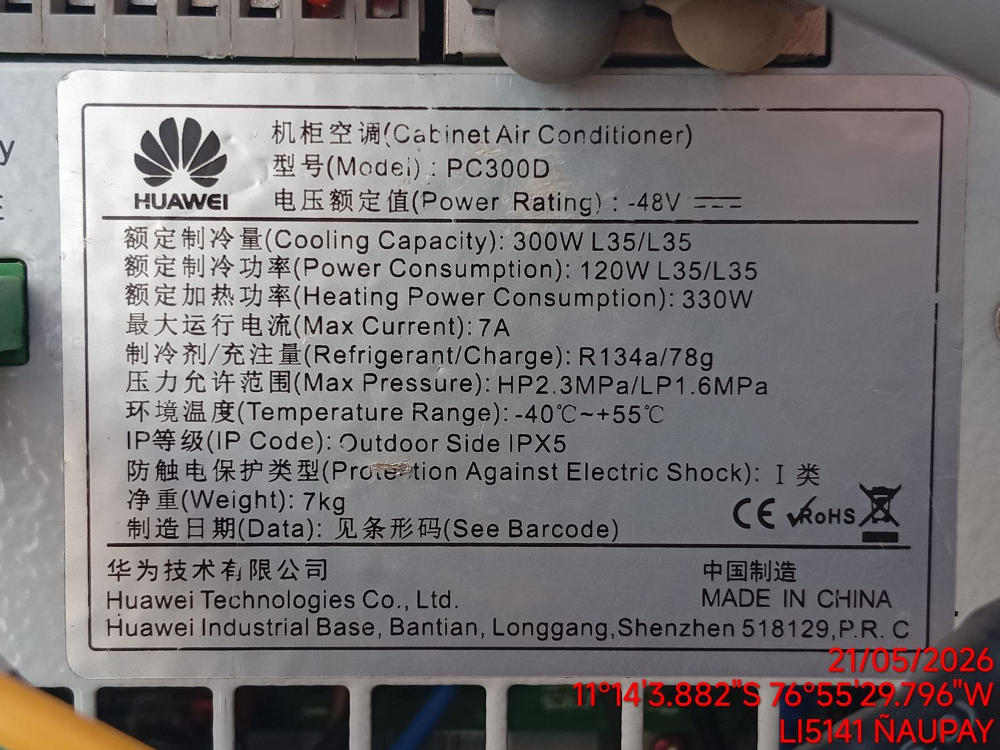 HUAWEI
机柜空调(Cabinet Air Conditioner)
型号(Model) : PC300D
电压额定值(Power Rating) : -48V
额定制冷量(Cooling Capacity): 300W L35/L35
额定制冷功率(Power Consumption): 120W L35/L35
额定加热功率(Heating Power Consumption): 330W
最大运行电流(Max Current): 7A
制冷剂/充注量(Refrigerant/Charge): R134a/78g
压力允许范围(Max Pressure): HP2.3MPa/LP1.6MPa
环境温度(Temperature Range): -40℃~+55℃
IP等级(IP Code): Outdoor Side IPX5
防触电保护类型(Protection Against Electric Shock): I 类
净重(Weight): 7kg
制造日期(Data): 见条形码(See Barcode)
CE RoHS
华为技术有限公司
中国制造
Huawei Technologies Co., Ltd.
MADE IN CHINA
Huawei Industrial Base, Bantian, Longgang,Shenzhen 518129,P.R. C
21/05/2026
11°14'3.882"S 76°55'29.796"W
LI5141 ÑAUPAY